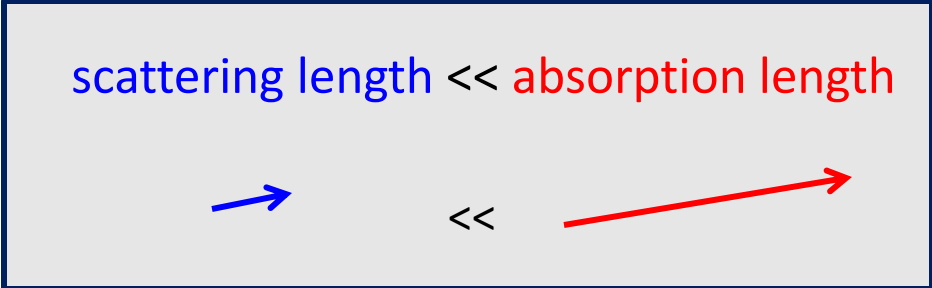 scattering length << absorption length
<<